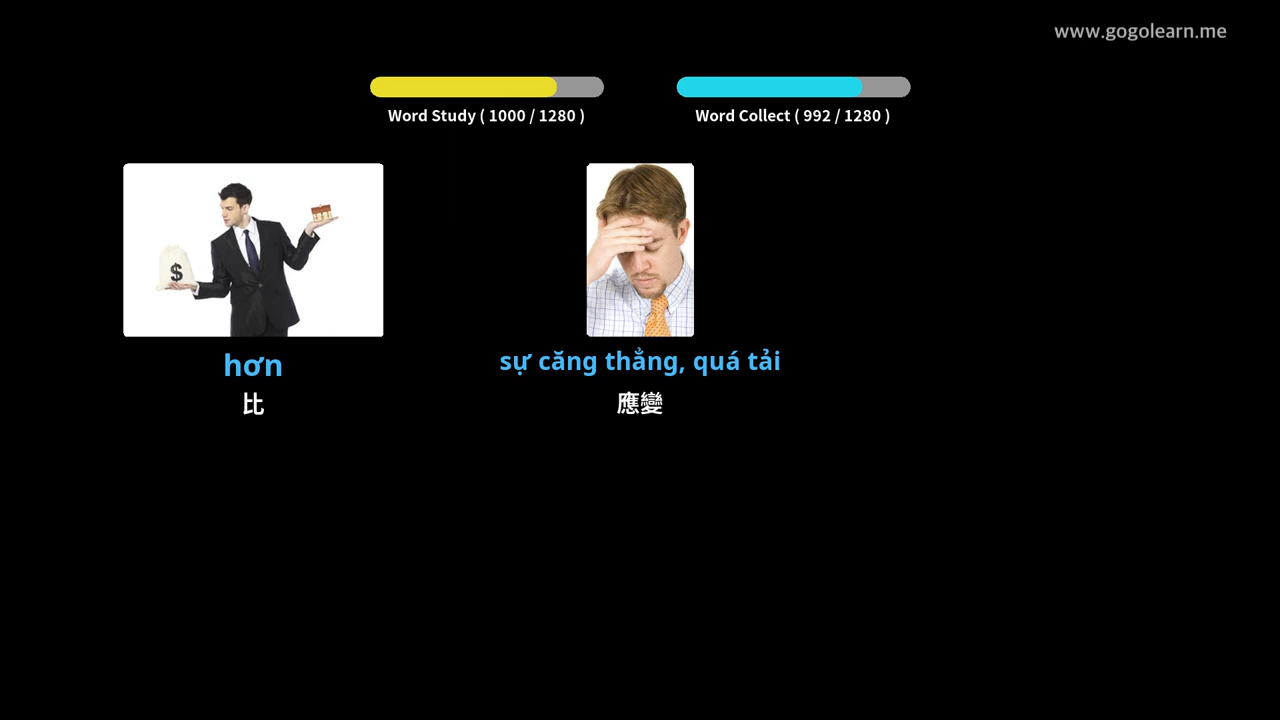 www.gogolearn.me
Word Study ( 1000 / 1280 )
Word Collect ( 992 / 1280 )
$
hơn
比
sự căng thẳng, quá tải
應變